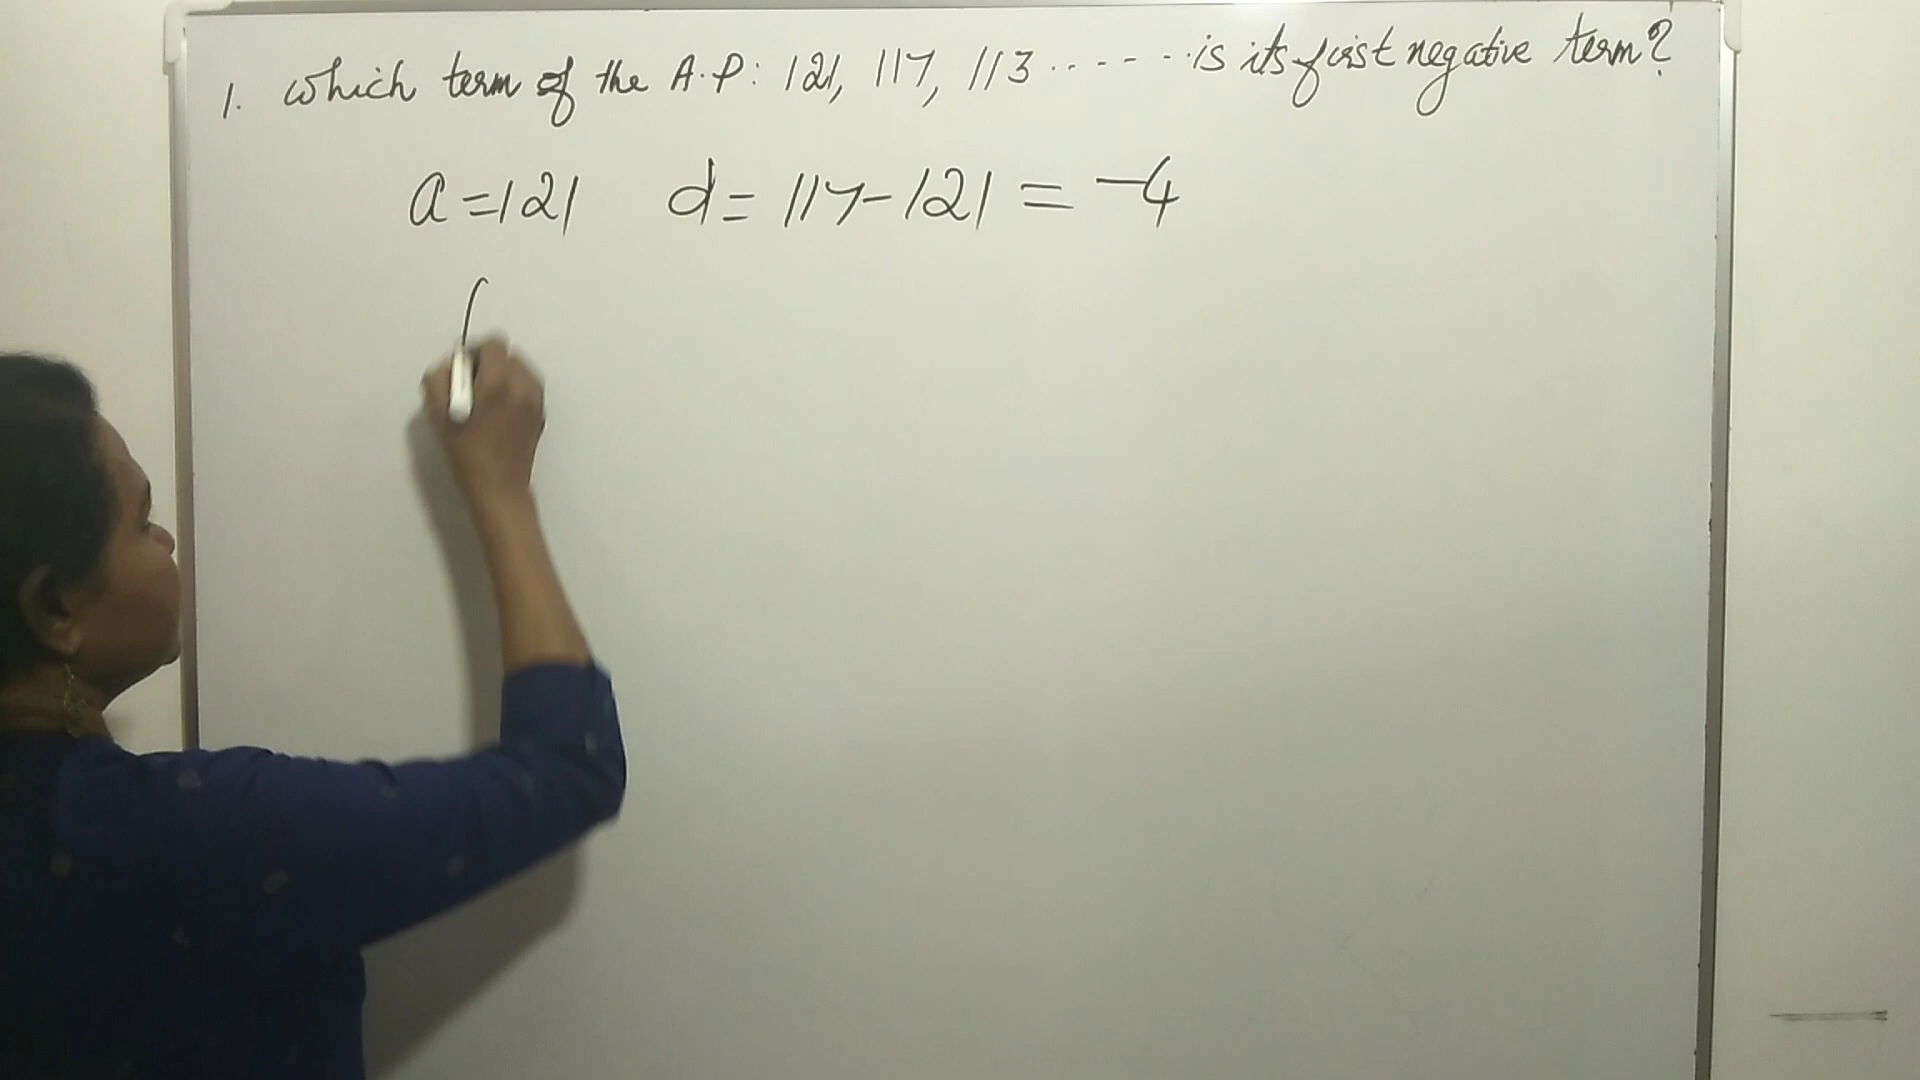 1. Which term of the A.P: 121, 117, 113 ...... is its first negative term?
a = 121 d = 117 - 121 = -4